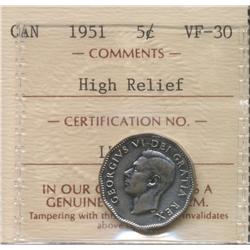 CAN 1951 5¢ VF-30
— COMMENTS —
High Relief
— CERTIFICATION NO. —
IN OUR A
GENUINE M.
Tampering with invalidates
above
GEORGIVS VI·DEI·GRATIA·REX